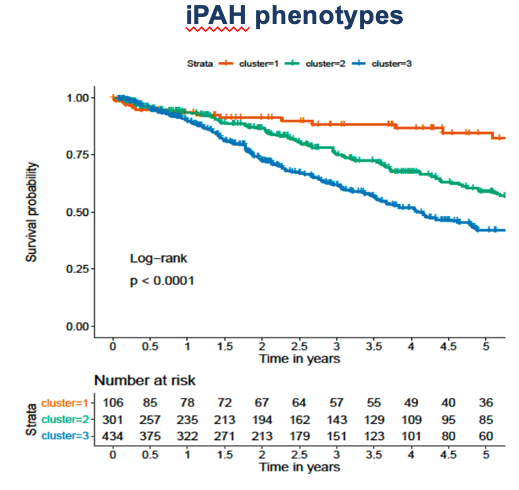 iPAH phenotypes
Strata cluster=1 cluster=2 cluster=3
1.00
0.75
0.50
0.25
0.00
Survival probability
Log-rank
p < 0.0001
0 0.5 1 1.5 2 2.5 3 3.5 4 4.5 5
Time in years
Number at risk
Strata
cluster=1 106 85 78 72 67 64 57 55 49 40 36
cluster=2 301 257 235 213 194 162 143 129 109 95 85
cluster=3 434 375 322 271 213 179 151 123 101 80 60
0 0.5 1 1.5 2 2.5 3 3.5 4 4.5 5
Time in years